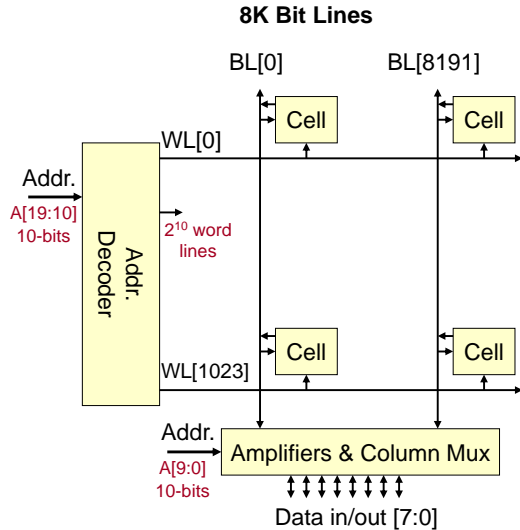 8K Bit Lines
BL[0]
BL[8191]
Cell
Cell
WL[0]
Addr.
A[19:10]
10-bits
Addr.
Decoder
2¹⁰ word
lines
Cell
Cell
WL[1023]
Addr.
A[9:0]
10-bits
Amplifiers & Column Mux
Data in/out [7:0]